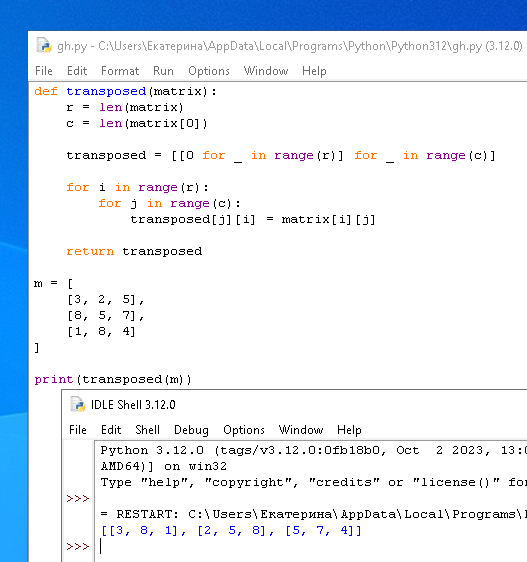 gh.py - C:\Users\Екатерина\AppData\Local\Programs\Python\Python312\gh.py (3.12.0)
File Edit Format Run Options Window Help
def transposed(matrix):
    r = len(matrix)
    c = len(matrix[0])
    transposed = [[0 for _ in range(r)] for _ in range(c)]
    for i in range(r):
        for j in range(c):
            transposed[j][i] = matrix[i][j]
    return transposed
m = [
    [3, 2, 5],
    [8, 5, 7],
    [1, 8, 4]
]
print(transposed(m))
IDLE Shell 3.12.0
File Edit Shell Debug Options Window Help
Python 3.12.0 (tags/v3.12.0:0fb18b0, Oct  2 2023, 13:0
AMD64)] on win32
Type "help", "copyright", "credits" or "license()" for
>>>
= RESTART: C:\Users\Екатерина\AppData\Local\Programs\
[[3, 8, 1], [2, 5, 8], [5, 7, 4]]
>>>